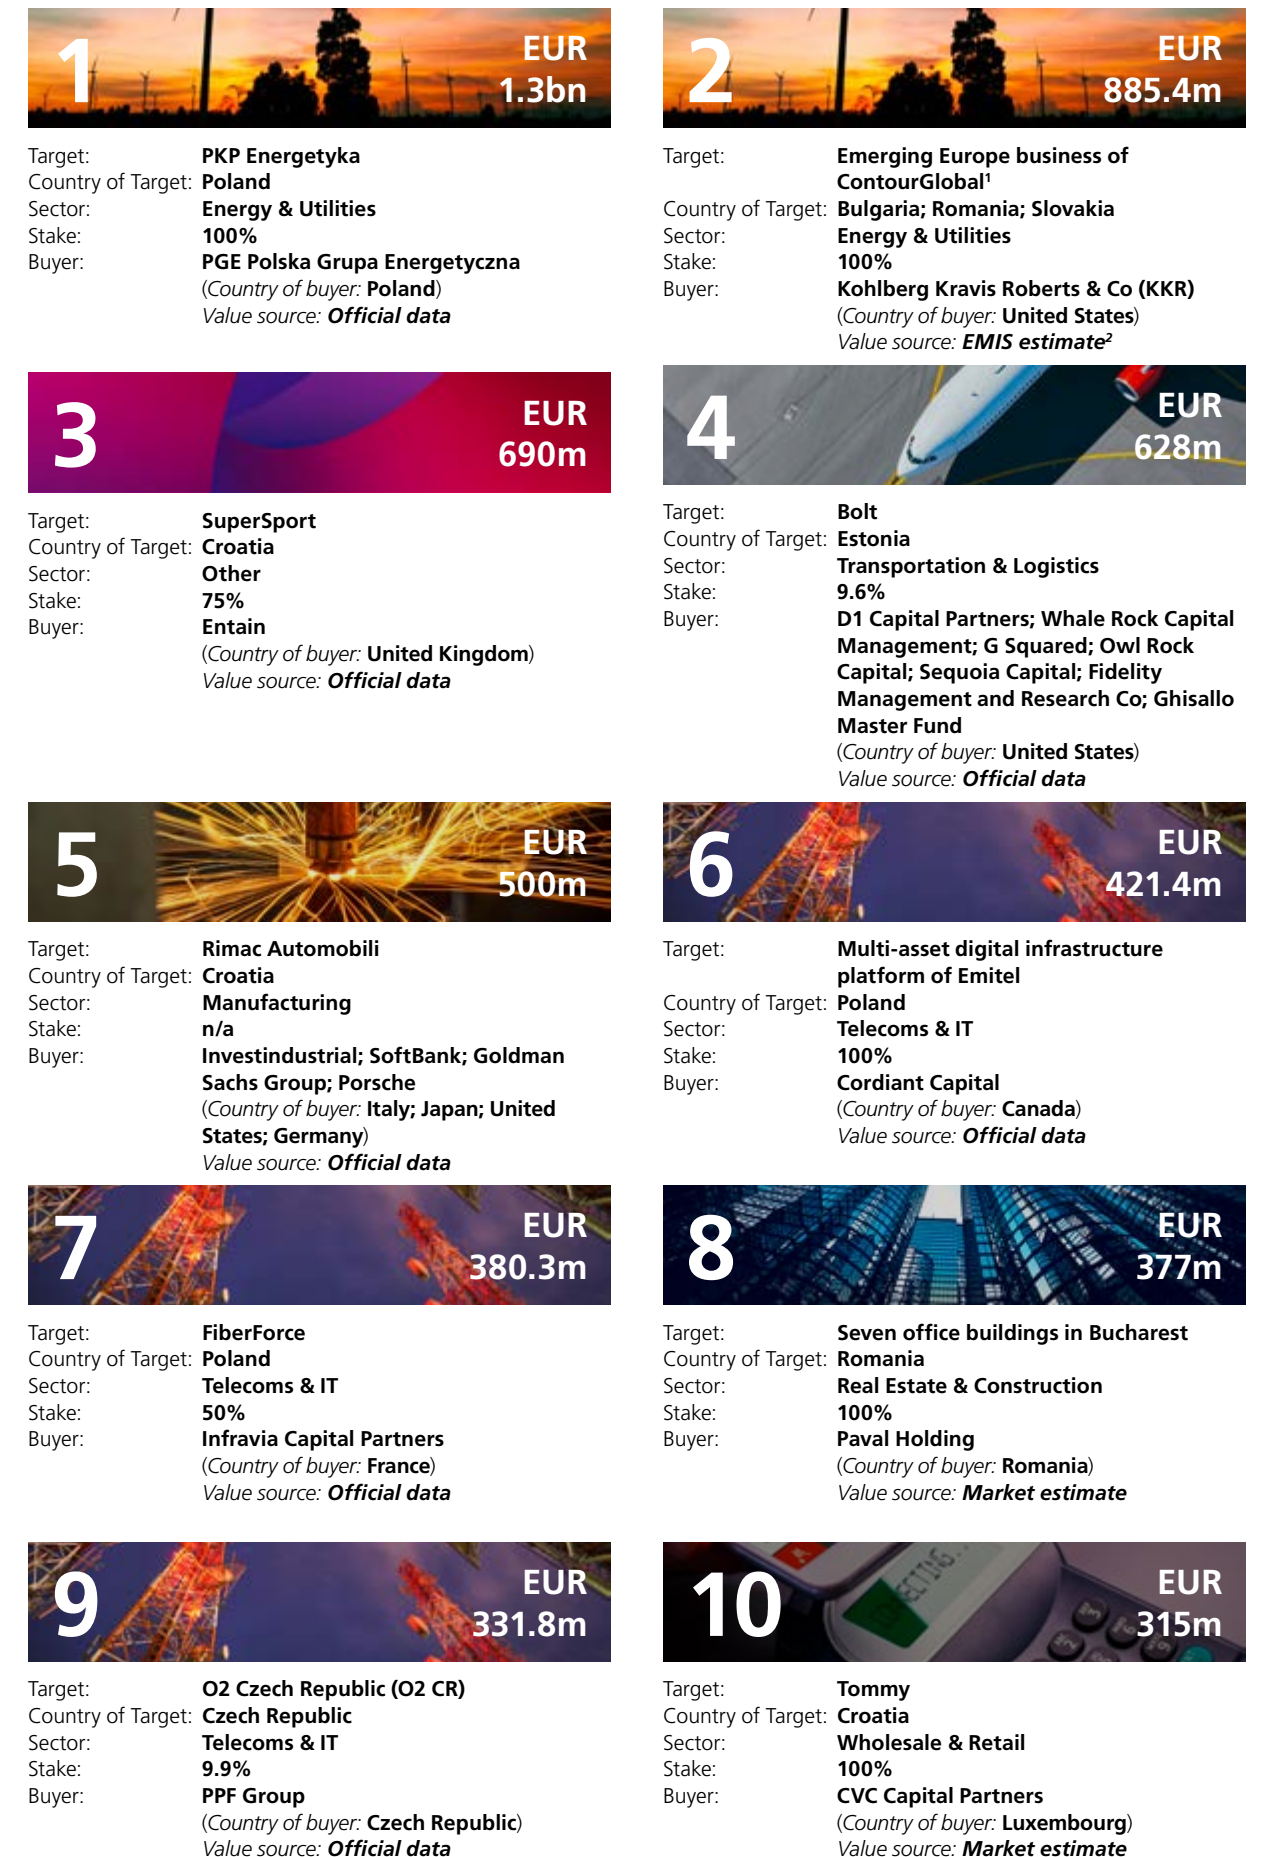 1
EUR
1.3bn
Target: PKP Energetyka
Country of Target: Poland
Sector: Energy & Utilities
Stake: 100%
Buyer: PGE Polska Grupa Energetyczna
(Country of buyer: Poland)
Value source: Official data
2
EUR
885.4m
Target: Emerging Europe business of
ContourGlobal¹
Country of Target: Bulgaria; Romania; Slovakia
Sector: Energy & Utilities
Stake: 100%
Buyer: Kohlberg Kravis Roberts & Co (KKR)
(Country of buyer: United States)
Value source: EMIS estimate²
3
EUR
690m
Target: SuperSport
Country of Target: Croatia
Sector: Other
Stake: 75%
Buyer: Entain
(Country of buyer: United Kingdom)
Value source: Official data
4
EUR
628m
Target: Bolt
Country of Target: Estonia
Sector: Transportation & Logistics
Stake: 9.6%
Buyer: D1 Capital Partners; Whale Rock Capital
Management; G Squared; Owl Rock
Capital; Sequoia Capital; Fidelity
Management and Research Co; Ghisallo
Master Fund
(Country of buyer: United States)
Value source: Official data
5
EUR
500m
Target: Rimac Automobili
Country of Target: Croatia
Sector: Manufacturing
Stake: n/a
Buyer: Investindustrial; SoftBank; Goldman
Sachs Group; Porsche
(Country of buyer: Italy; Japan; United
States; Germany)
Value source: Official data
6
EUR
421.4m
Target: Multi-asset digital infrastructure
platform of Emitel
Country of Target: Poland
Sector: Telecoms & IT
Stake: 100%
Buyer: Cordiant Capital
(Country of buyer: Canada)
Value source: Official data
7
EUR
380.3m
Target: FiberForce
Country of Target: Poland
Sector: Telecoms & IT
Stake: 50%
Buyer: Infravia Capital Partners
(Country of buyer: France)
Value source: Official data
8
EUR
377m
Target: Seven office buildings in Bucharest
Country of Target: Romania
Sector: Real Estate & Construction
Stake: 100%
Buyer: Paval Holding
(Country of buyer: Romania)
Value source: Market estimate
9
EUR
331.8m
Target: O2 Czech Republic (O2 CR)
Country of Target: Czech Republic
Sector: Telecoms & IT
Stake: 9.9%
Buyer: PPF Group
(Country of buyer: Czech Republic)
Value source: Official data
10
EUR
315m
Target: Tommy
Country of Target: Croatia
Sector: Wholesale & Retail
Stake: 100%
Buyer: CVC Capital Partners
(Country of buyer: Luxembourg)
Value source: Market estimate